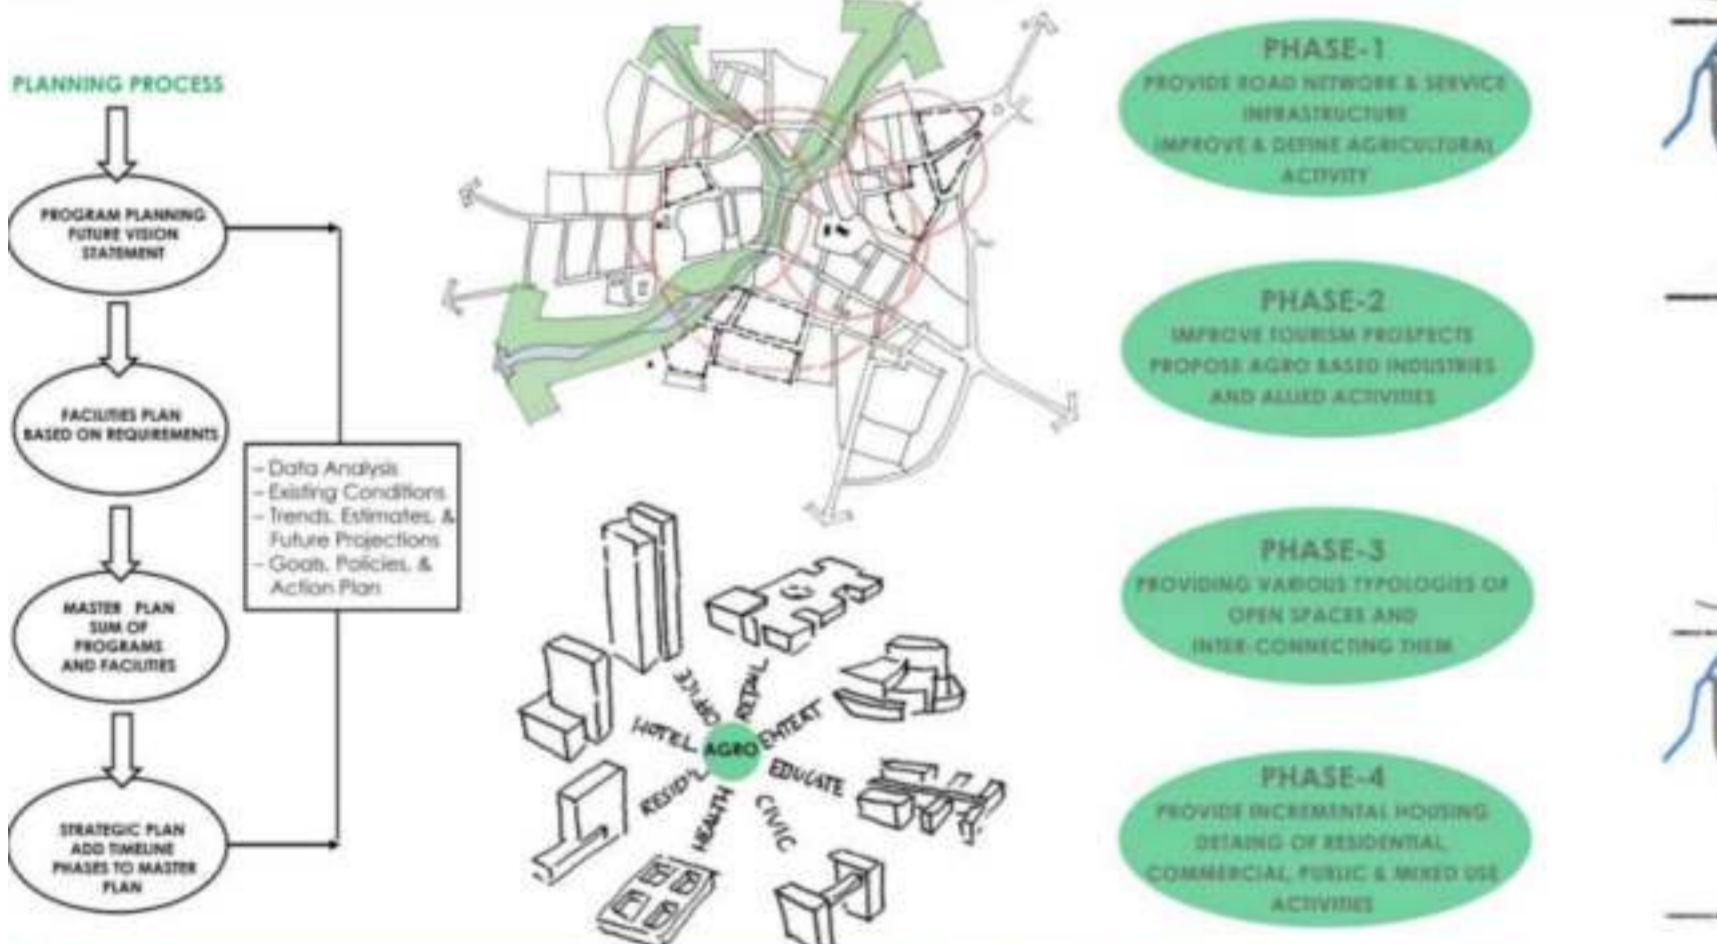 PLANNING PROCESS
PROGRAM PLANNING
FUTURE VISION
STATEMENT
FACILITIES PLAN
BASED ON REQUIREMENTS
MASTER PLAN
SUM OF
PROGRAMS
AND FACILITIES
STRATEGIC PLAN
ADD TIMELINE
PHASES TO MASTER
PLAN
– Data Analysis
– Existing Conditions
– Trends, Estimates, &
Future Projections
– Goals, Policies, &
Action Plan
OFFICE
RETAIL
HOTEL
AGRO
ENTERT
RESID'L
EDUCATE
HEALTH
CIVIC
PHASE-1
PROVIDE ROAD NETWORK & SERVICE
INFRASTRUCTURE
IMPROVE & DEFINE AGRICULTURAL
ACTIVITY
PHASE-2
IMPROVE TOURISM PROSPECTS
PROPOSE AGRO BASED INDUSTRIES
AND ALLIED ACTIVITIES
PHASE-3
PROVIDING VARIOUS TYPOLOGIES OF
OPEN SPACES AND
INTER-CONNECTING THEM
PHASE-4
PROVIDE INCREMENTAL HOUSING
DETAING OF RESIDENTIAL,
COMMERCIAL, PUBLIC & MIXED USE
ACTIVITIES